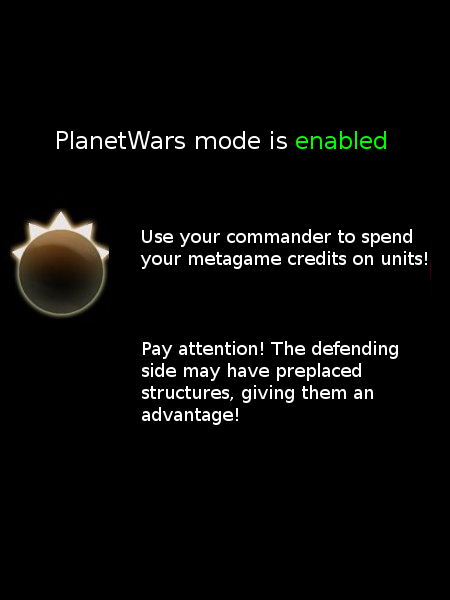 PlanetWars mode is enabled
Use your commander to spend
your metagame credits on units!
Pay attention! The defending
side may have preplaced
structures, giving them an
advantage!